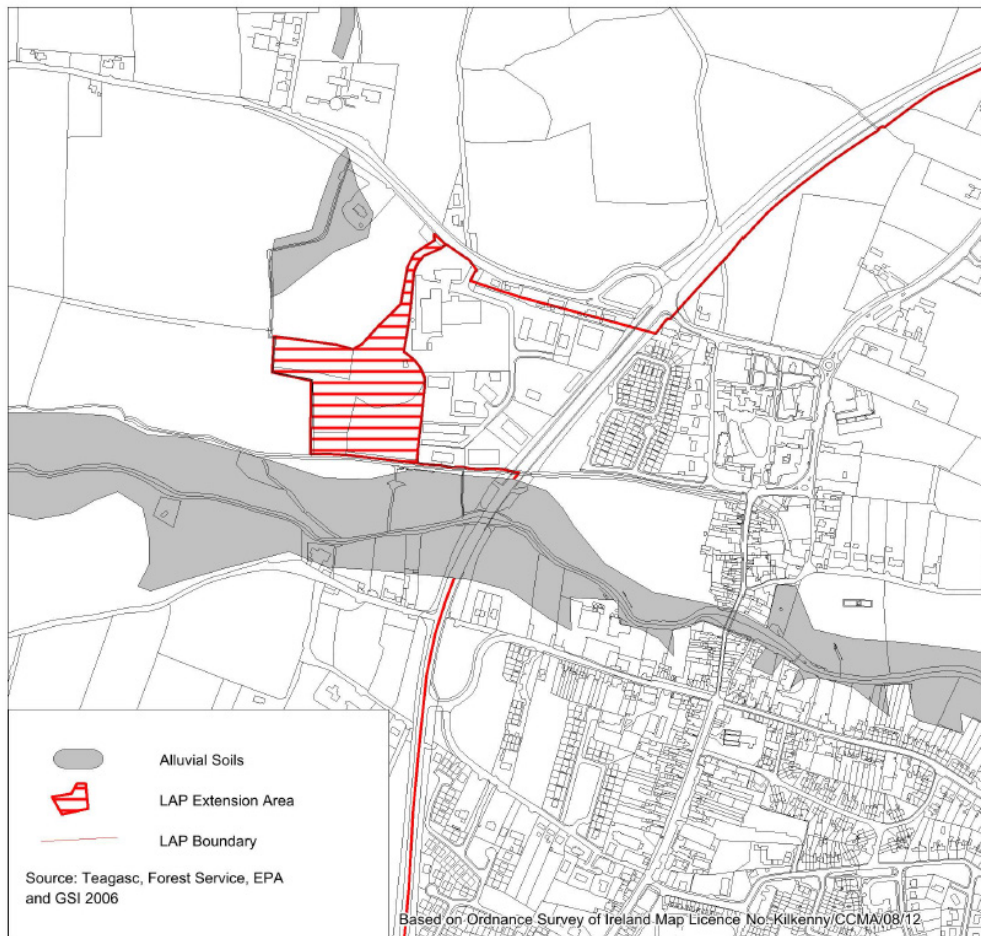 Alluvial Soils
LAP Extension Area
LAP Boundary
Source: Teagasc, Forest Service, EPA
and GSI 2006
Based on Ordnance Survey of Ireland Map Licence No. Kilkenny/CCMA/08/12